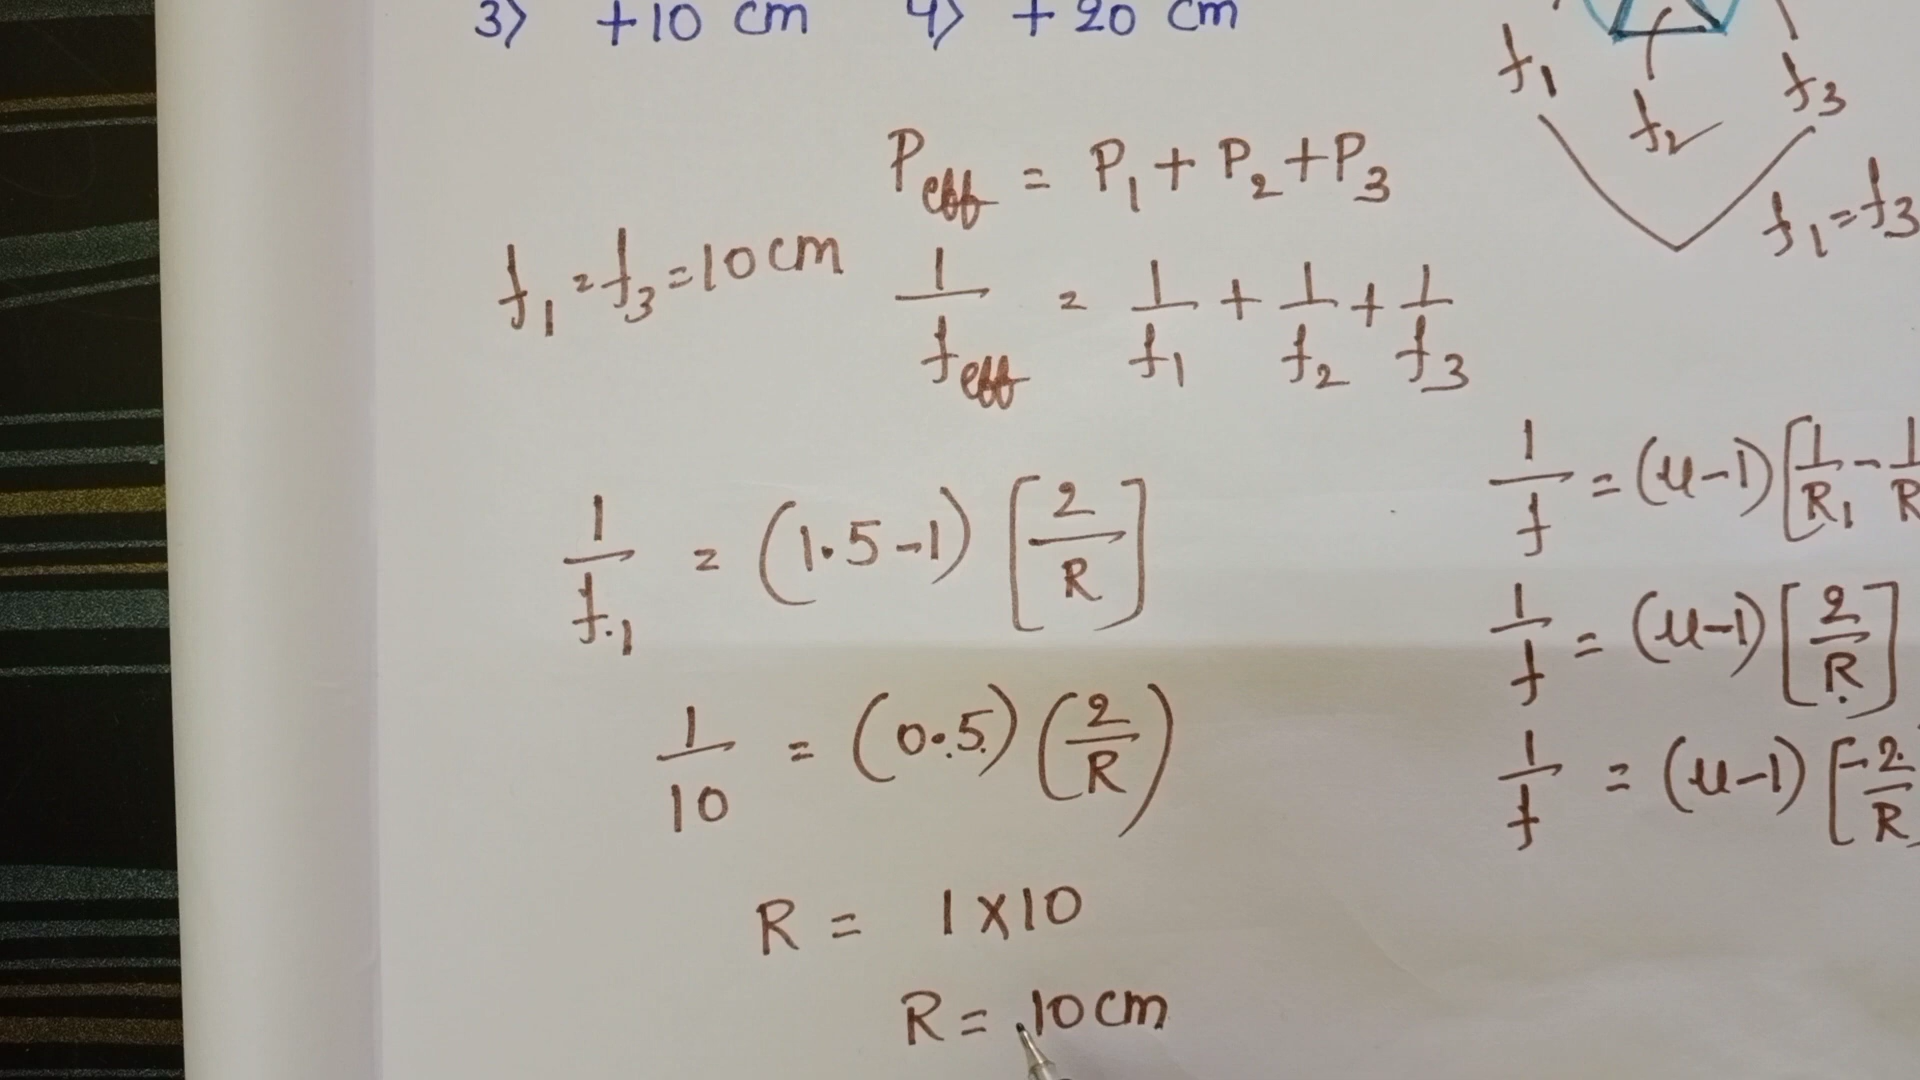 3) +10 cm 4) +20 cm
f1
f2
f3
f1 = f3
Peff = P1 + P2 + P3
f1 = f3 = 10 cm
1/feff = 1/f1 + 1/f2 + 1/f3
1/f1 = (1.5-1) [2/R]
1/10 = (0.5) (2/R)
R = 1 x 10
R = 10 cm
1/f = (μ-1) [1/R1 - 1/R
1/f = (μ-1) [2/R]
1/f = (μ-1) [-2/R]